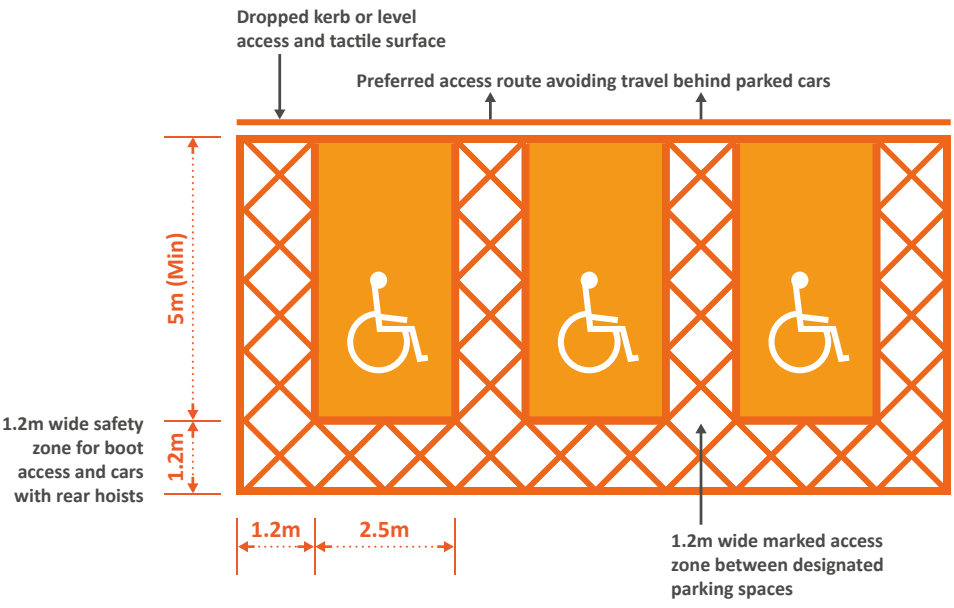 Dropped kerb or level
access and tactile surface
Preferred access route avoiding travel behind parked cars
5m (Min)
1.2m wide safety
zone for boot
access and cars
with rear hoists
1.2m
1.2m
2.5m
1.2m wide marked access
zone between designated
parking spaces